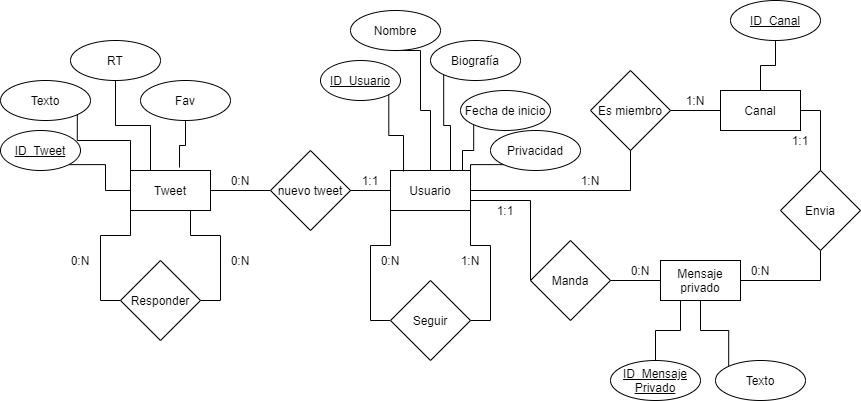 ID_Canal
Nombre
RT
Biografía
ID_Usuario
Texto
Fav
Fecha de inicio
Es miembro
1:N
Canal
1:1
ID_Tweet
Privacidad
Tweet
0:N
nuevo tweet
1:1
Usuario
1:N
1:1
Envia
0:N
0:N
0:N
1:N
Manda
0:N
Mensaje
privado
0:N
Responder
Seguir
ID_Mensaje
Privado
Texto